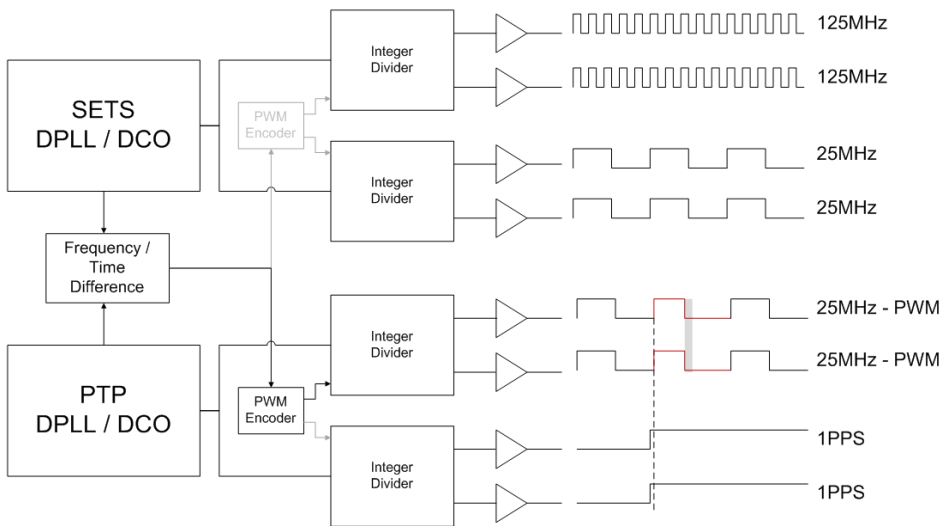 125MHz
Integer
Divider
125MHz
SETS
DPLL / DCO
PWM
Encoder
25MHz
Integer
Divider
25MHz
Frequency /
Time
Difference
25MHz - PWM
Integer
Divider
25MHz - PWM
PTP
DPLL / DCO
PWM
Encoder
1PPS
Integer
Divider
1PPS